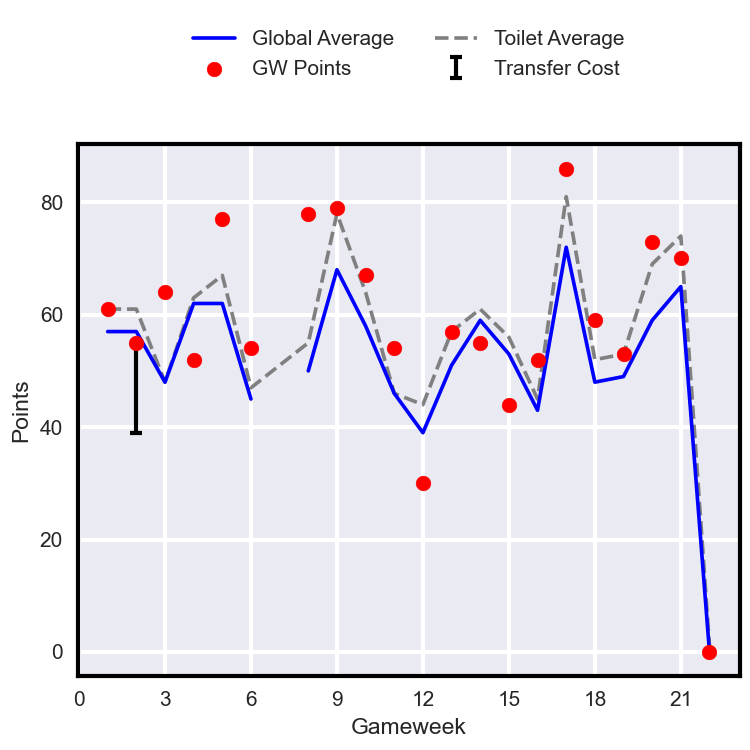 Global Average
Toilet Average
GW Points
Transfer Cost
80
60
40
20
0
Points
0 3 6 9 12 15 18 21
Gameweek